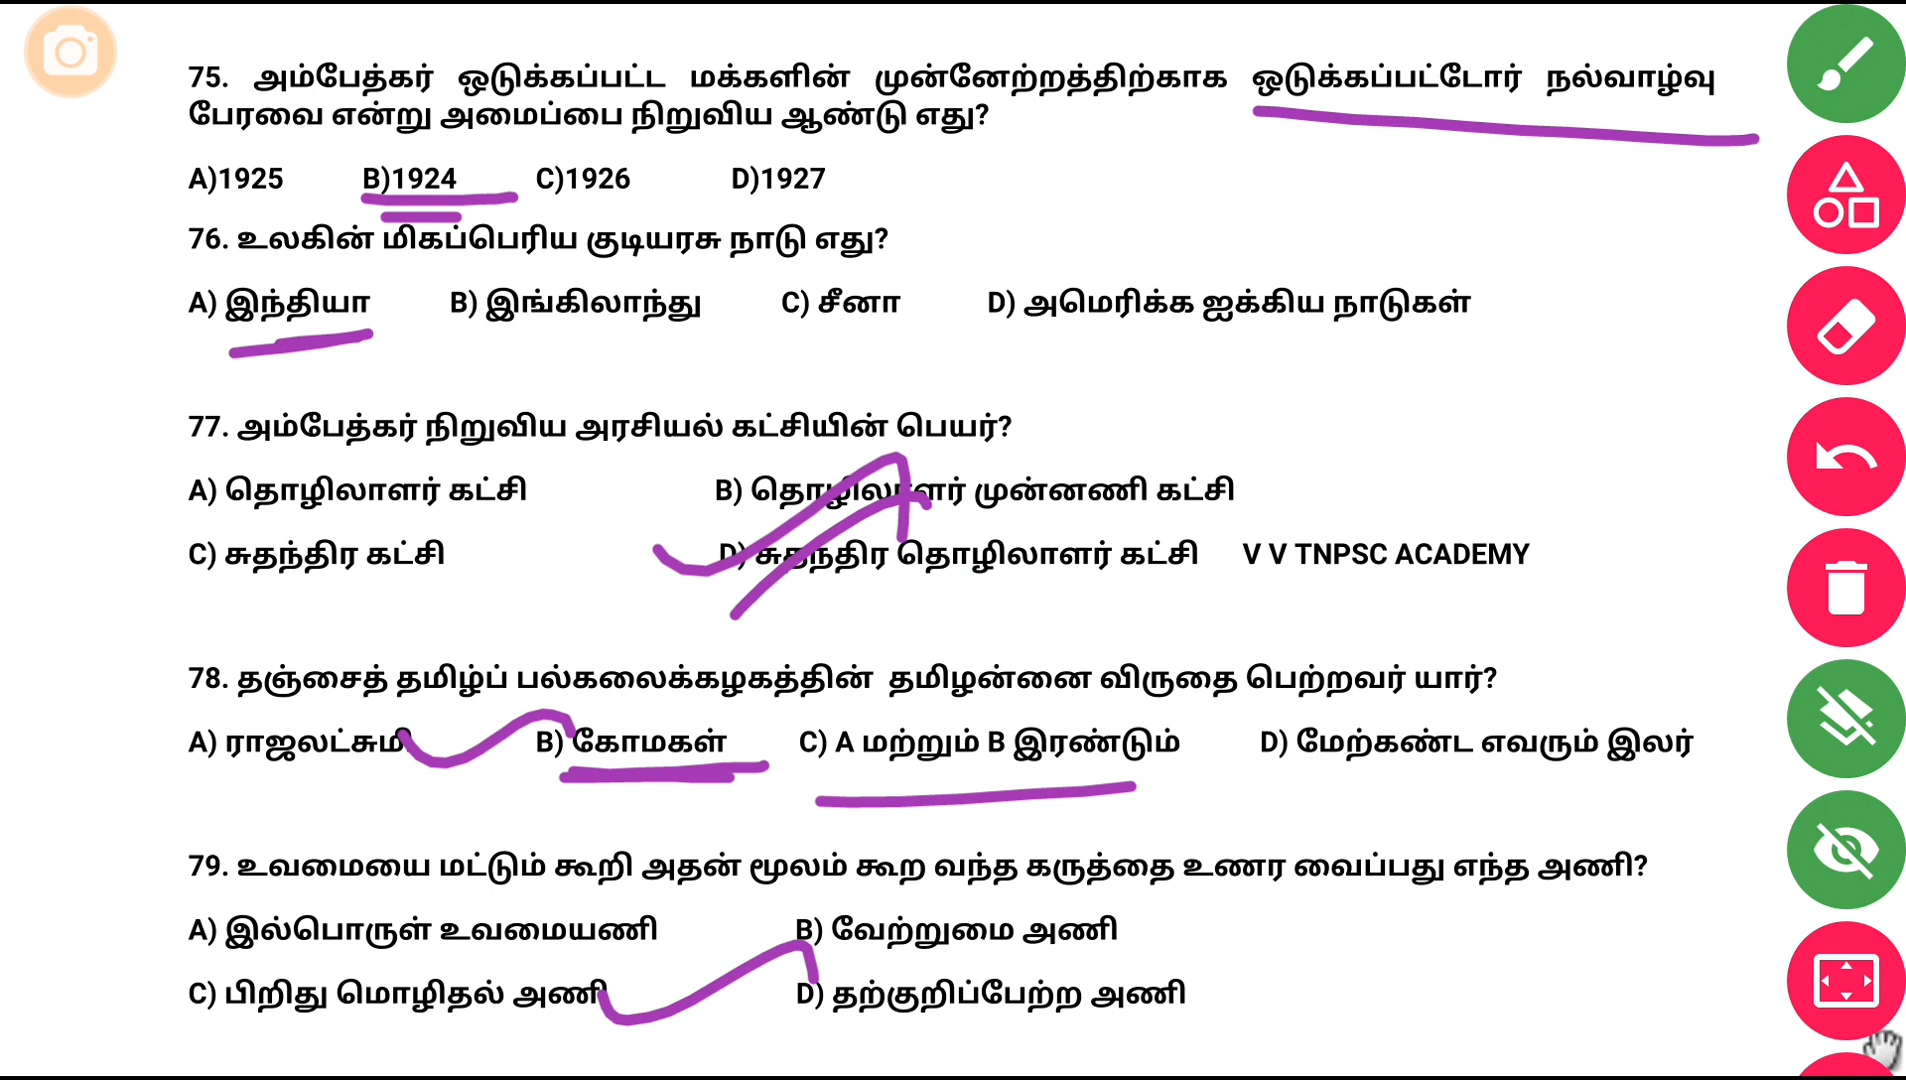 75. அம்பேத்கர் ஒடுக்கப்பட்ட மக்களின் முன்னேற்றத்திற்காக ஒடுக்கப்பட்டோர் நல்வாழ்வு
பேரவை என்று அமைப்பை நிறுவிய ஆண்டு எது?
A)1925 B)1924 C)1926 D)1927
76. உலகின் மிகப்பெரிய குடியரசு நாடு எது?
A) இந்தியா B) இங்கிலாந்து C) சீனா D) அமெரிக்க ஐக்கிய நாடுகள்
77. அம்பேத்கர் நிறுவிய அரசியல் கட்சியின் பெயர்?
A) தொழிலாளர் கட்சி B) தொழிலாளர் முன்னணி கட்சி
C) சுதந்திர கட்சி D) சுதந்திர தொழிலாளர் கட்சி V V TNPSC ACADEMY
78. தஞ்சைத் தமிழ்ப் பல்கலைக்கழகத்தின் தமிழன்னை விருதை பெற்றவர் யார்?
A) ராஜலட்சுமி B) கோமகள் C) A மற்றும் B இரண்டும் D) மேற்கண்ட எவரும் இலர்
79. உவமையை மட்டும் கூறி அதன் மூலம் கூற வந்த கருத்தை உணர வைப்பது எந்த அணி?
A) இல்பொருள் உவமையணி B) வேற்றுமை அணி
C) பிறிது மொழிதல் அணி D) தற்குறிப்பேற்ற அணி